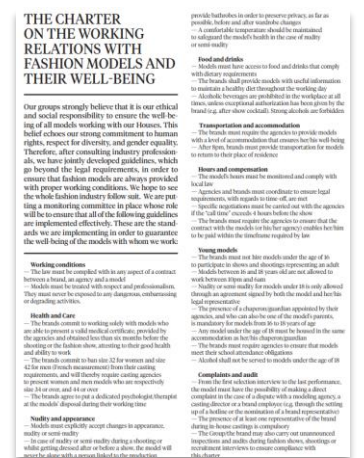 THE CHARTER
ON THE WORKING
RELATIONS WITH
FASHION MODELS AND
THEIR WELL-BEING
Our groups strongly believe that it is our ethical
and social responsibility to ensure the well-be-
ing of all models working with our Houses. This
belief echoes our strong commitment to human
rights, respect for diversity, and gender equality.
Therefore, after consulting industry profession-
als, we have jointly developed guidelines, which
go beyond the legal requirements, in order to
ensure that fashion models are always provided
with proper working conditions. We hope to see
the whole fashion industry follow suit. We are put-
ting a monitoring committee in place whose role
will be to ensure that all of the following guidelines
are implemented effectively. These are the stand-
ards we are implementing in order to guarantee
the well-being of the models with whom we work:
Working conditions
— The law must be complied with in any aspect of a contract
between a brand, an agency and a model
— Models must be treated with respect and professionalism.
They must never be exposed to any dangerous, embarrassing
or degrading activities.
Health and Care
— The brands commit to working solely with models who
are able to present a valid medical certificate, provided by
the agencies and obtained less than six months before the
shooting or the fashion show, attesting to their good health
and ability to work
— The brands commit to ban size 32 for women and size
42 for men (French measurement) from their casting
requirements, and will thereby require casting agencies
to present women and men models who are respectively
size 34 or over, and 44 or over
— The brands agree to put a dedicated psychologist/therapist
at the models' disposal during their working time
Nudity and appearance
— Models must explicitly accept changes in appearance,
nudity or semi-nudity
— In case of nudity or semi-nudity during a shooting or
whilst getting dressed after or before a show, the model will
never be alone with a person linked to the production
provide bathrobes in order to preserve privacy, as far as
possible, before and after wardrobe changes
— A comfortable temperature should be maintained
to safeguard the model's health in the case of nudity
or semi-nudity
Food and drinks
— Models must have access to food and drinks that comply
with dietary requirements
— The brands shall provide models with useful information
to maintain a healthy diet throughout the working day
— Alcoholic beverages are prohibited in the workplace at all
times, unless exceptional authorization has been given by the
brand (e.g. after-show cocktail). Strong alcohols are forbidden
Transportation and accommodation
— The brands must require the agencies to provide models
with a level of accommodation that ensures her/his well-being
— After 8pm, brands must provide transportation for models
to return to their place of residence
Hours and compensation
— The model's hours must be monitored and comply with
local law
— Agencies and brands must coordinate to ensure legal
requirements, with regards to time-off, are met
— Specific negotiations must be carried out with the agencies
if the "call time" exceeds 4 hours before the show
— The brands must require the agencies to ensure that the
contract with the models (or his/her agency) enables her/him
to be paid within the timeframe required by law
Young models
— The brands must not hire models under the age of 16
to participate in shows and shootings representing an adult
— Models between 16 and 18 years old are not allowed to
work between 10pm and 6am
— Nudity or semi-nudity for models under 18 is only allowed
through an agreement signed by both the model and her/his
legal representative
— The presence of a chaperone/guardian appointed by their
agencies, and who can also be one of the model's parents,
is mandatory for models from 16 to 18 years of age
— Any model under the age of 18 must be housed in the same
accommodation as her/his chaperone/guardian
— The brands must require agencies to ensure that models
meet their school attendance obligations
— Alcohol shall not be served to models under the age of 18
Complaints and audit
— From the first selection interview to the last performance,
the model must have the possibility of making a direct
complaint in the case of a dispute with a modeling agency, a
casting director or a brand employee (e.g. through the setting
up of a hotline or the nomination of a brand representative)
— The presence of at least one representative of the brand
during in-house castings is compulsory
— The Group/the brand may also carry out unannounced
inspections and audits during fashion shows, shootings or
recruitment interviews to ensure compliance with
this charter